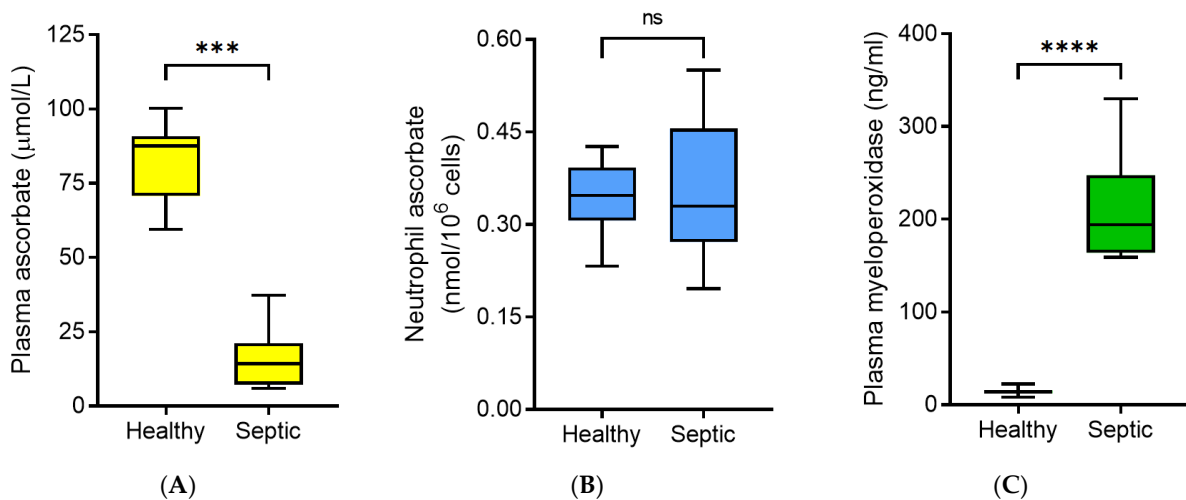 Plasma ascorbate (μmol/L)
125
100
75
50
25
0
***
Healthy
Septic
(A)
Neutrophil ascorbate
(nmol/10⁶ cells)
0.60
0.45
0.30
0.15
0.00
ns
Healthy
Septic
(B)
Plasma myeloperoxidase (ng/ml)
400
300
200
100
0
****
Healthy
Septic
(C)